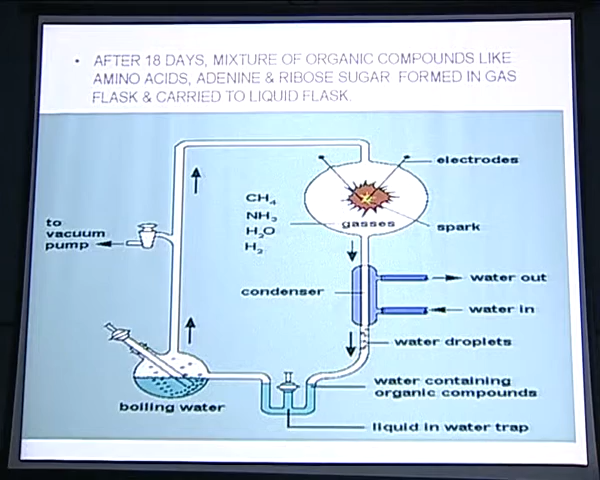 • AFTER 18 DAYS, MIXTURE OF ORGANIC COMPOUNDS LIKE
AMINO ACIDS, ADENINE & RIBOSE SUGAR FORMED IN GAS
FLASK & CARRIED TO LIQUID FLASK.
electrodes
CH₄
NH₃
H₂O
H₂
gasses
spark
to
vacuum
pump
water out
condenser
water in
water droplets
water containing
organic compounds
boiling water
liquid in water trap